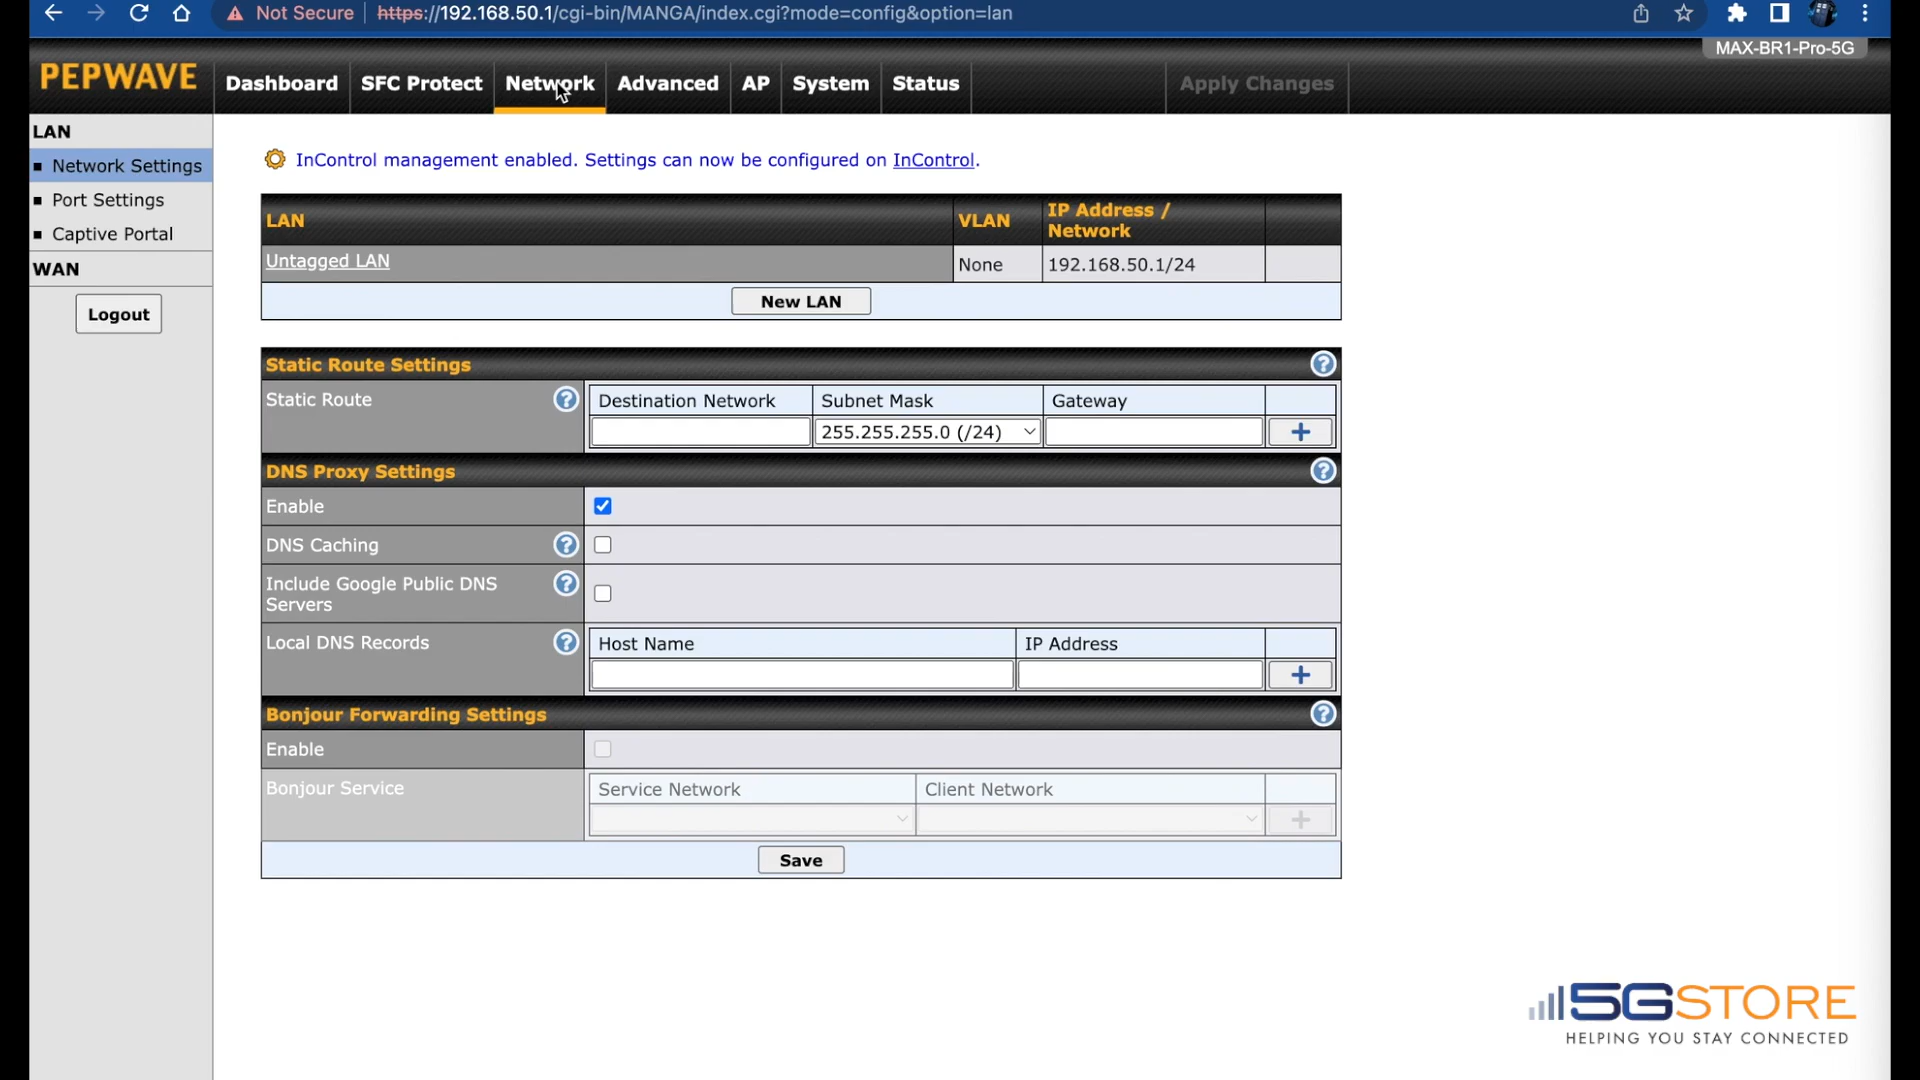 Not Secure https://192.168.50.1/cgi-bin/MANGA/index.cgi?mode=config&option=lan
MAX-BR1-Pro-5G
PEPWAVE Dashboard SFC Protect Network Advanced AP System Status Apply Changes
LAN
Network Settings
Port Settings
Captive Portal
WAN
Logout
InControl management enabled. Settings can now be configured on InControl.
LAN VLAN IP Address / Network
Untagged LAN None 192.168.50.1/24
New LAN
Static Route Settings
Static Route Destination Network Subnet Mask Gateway
255.255.255.0 (/24)
DNS Proxy Settings
Enable
DNS Caching
Include Google Public DNS
Servers
Local DNS Records Host Name IP Address
Bonjour Forwarding Settings
Enable
Bonjour Service Service Network Client Network
Save
5GSTORE
HELPING YOU STAY CONNECTED